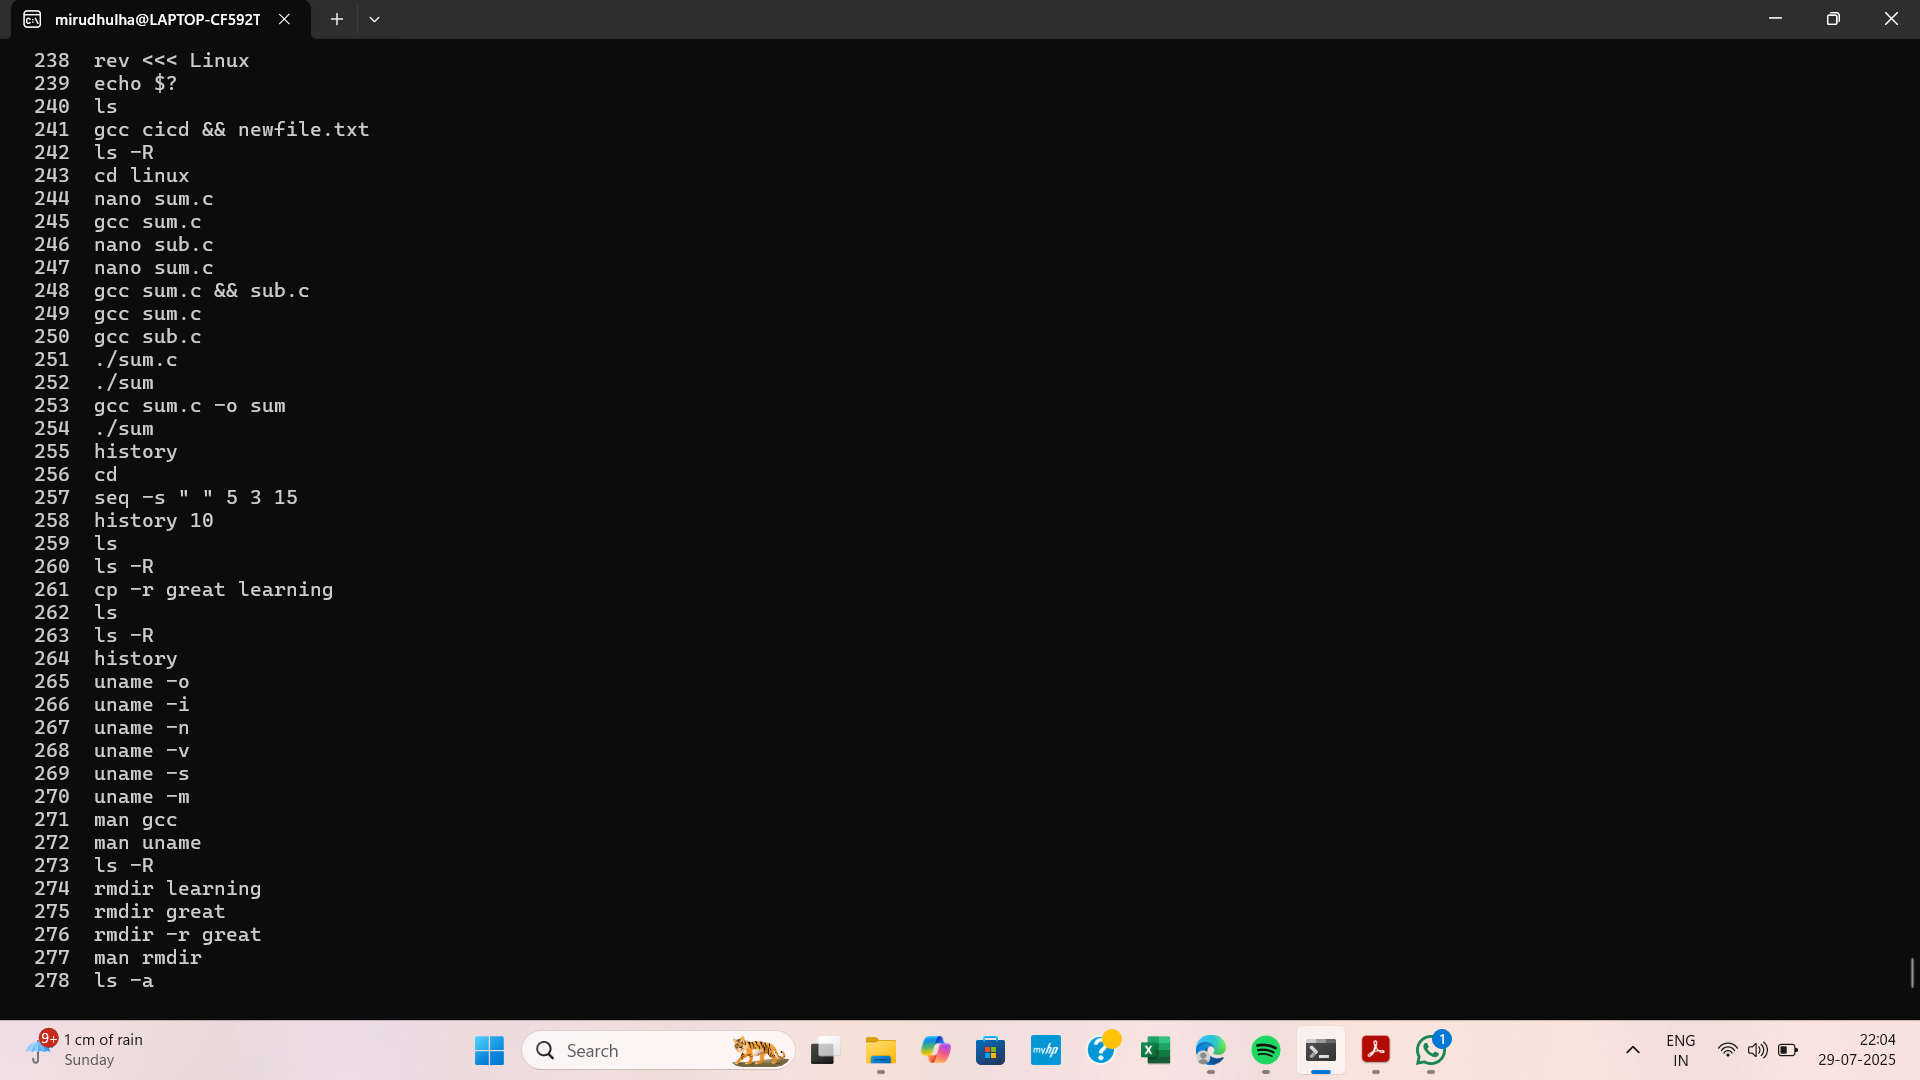 mirudhulha@LAPTOP-CF592T
238 rev <<< Linux
239 echo $?
240 ls
241 gcc cicd && newfile.txt
242 ls -R
243 cd linux
244 nano sum.c
245 gcc sum.c
246 nano sub.c
247 nano sum.c
248 gcc sum.c && sub.c
249 gcc sum.c
250 gcc sub.c
251 ./sum.c
252 ./sum
253 gcc sum.c -o sum
254 ./sum
255 history
256 cd
257 seq -s " " 5 3 15
258 history 10
259 ls
260 ls -R
261 cp -r great learning
262 ls
263 ls -R
264 history
265 uname -o
266 uname -i
267 uname -n
268 uname -v
269 uname -s
270 uname -m
271 man gcc
272 man uname
273 ls -R
274 rmdir learning
275 rmdir great
276 rmdir -r great
277 man rmdir
278 ls -a
9+
1 cm of rain
Sunday
Search
myhp
1
ENG
IN
22:04
29-07-2025